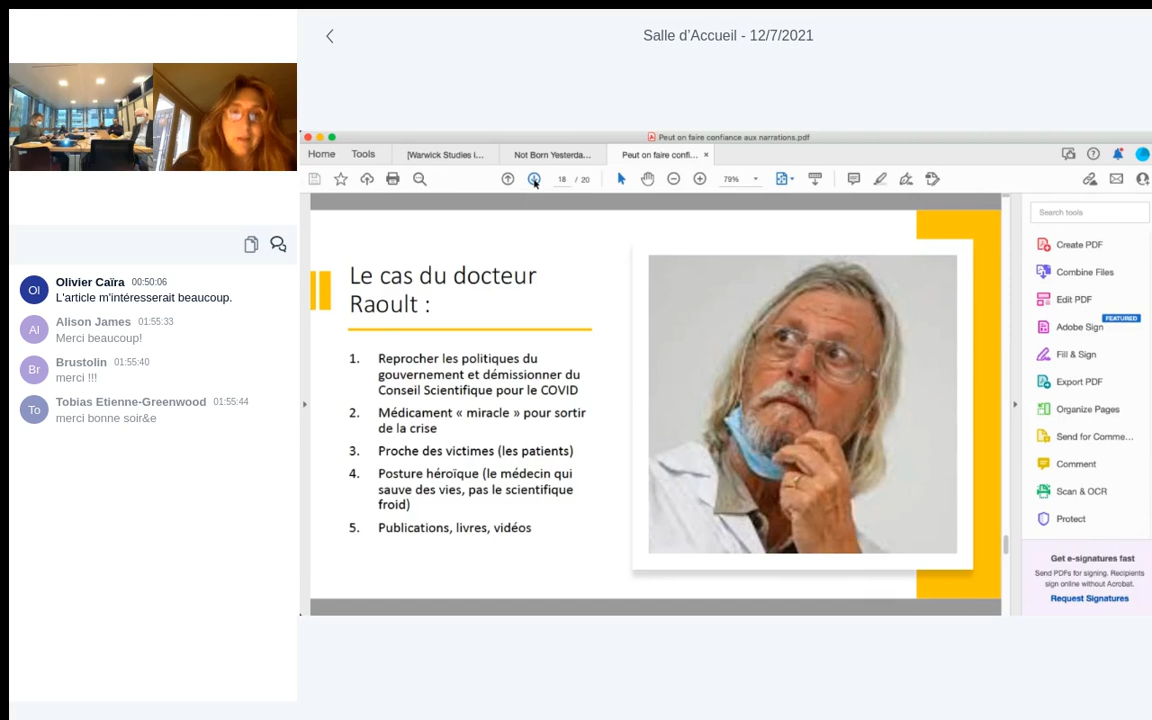 Salle d'Accueil - 12/7/2021
Peut on faire confiance aux narrations.pdf
Home
Tools
[Warwick Studies i...
Not Born Yesterda...
Peut on faire confi... ×
18 / 20
79%
Ol
Olivier Caïra 00:50:06
L'article m'intéresserait beaucoup.
Al
Alison James 01:55:33
Merci beaucoup!
Br
Brustolin 01:55:40
merci !!!
To
Tobias Etienne-Greenwood 01:55:44
merci bonne soir&e
Le cas du docteur
Raoult :
1. Reprocher les politiques du
gouvernement et démissionner du
Conseil Scientifique pour le COVID
2. Médicament « miracle » pour sortir
de la crise
3. Proche des victimes (les patients)
4. Posture héroïque (le médecin qui
sauve des vies, pas le scientifique
froid)
5. Publications, livres, vidéos
Search tools
Create PDF
Combine Files
Edit PDF
FEATURED
Adobe Sign
Fill & Sign
Export PDF
Organize Pages
Send for Comme...
Comment
Scan & OCR
Protect
Get e-signatures fast
Send PDFs for signing. Recipients
sign online without Acrobat.
Request Signatures